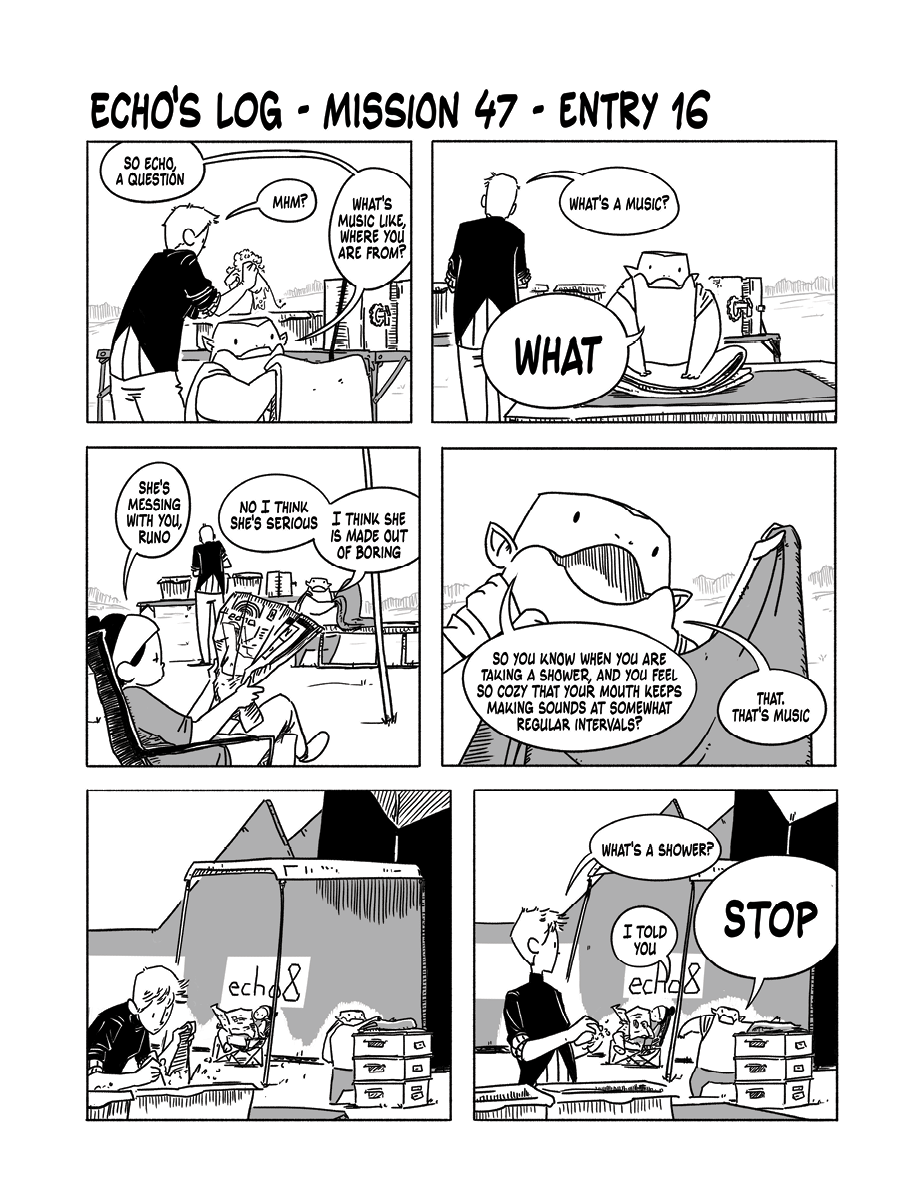 ECHO'S LOG - MISSION 47 - ENTRY 16
SO ECHO,
A QUESTION
MHM?
WHAT'S
MUSIC LIKE,
WHERE YOU
ARE FROM?
WHAT'S A MUSIC?
WHAT
SHE'S
MESSING
WITH YOU,
RUNO
NO I THINK
SHE'S SERIOUS
I THINK SHE
IS MADE OUT
OF BORING
SO YOU KNOW WHEN YOU ARE
TAKING A SHOWER, AND YOU FEEL
SO COZY THAT YOUR MOUTH KEEPS
MAKING SOUNDS AT SOMEWHAT
REGULAR INTERVALS?
THAT.
THAT'S MUSIC
echo8
WHAT'S A SHOWER?
I TOLD
YOU
STOP
echo8